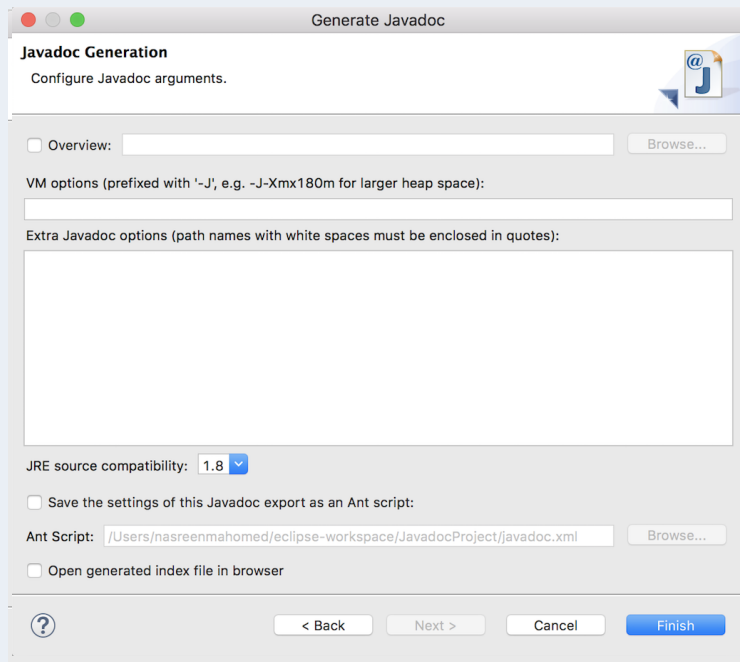 Generate Javadoc
Javadoc Generation
Configure Javadoc arguments.
@
J
Overview:
Browse...
VM options (prefixed with '-J', e.g. -J-Xmx180m for larger heap space):
Extra Javadoc options (path names with white spaces must be enclosed in quotes):
JRE source compatibility: 1.8
Save the settings of this Javadoc export as an Ant script:
Ant Script: /Users/nasreenmahomed/eclipse-workspace/JavadocProject/javadoc.xml Browse...
Open generated index file in browser
? < Back Next > Cancel Finish